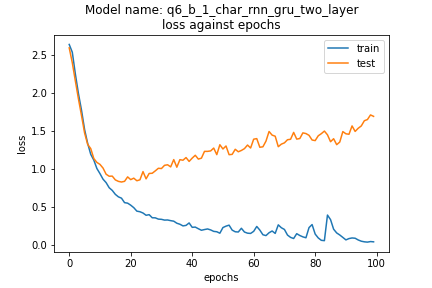 Model name: q6_b_1_char_rnn_gru_two_layer
loss against epochs
train
test
2.5
2.0
1.5
1.0
0.5
0.0
loss
0 20 40 60 80 100
epochs